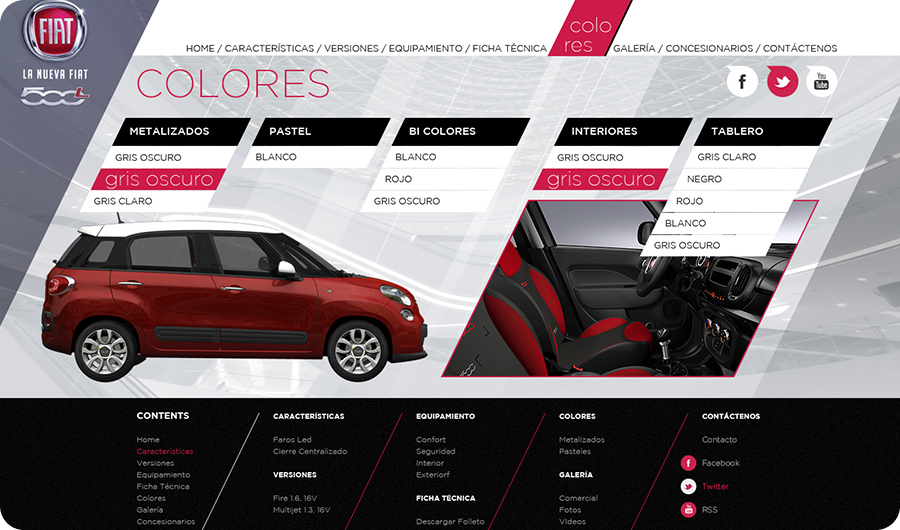 FIAT
LA NUEVA FIAT
500L
HOME / CARACTERÍSTICAS / VERSIONES / EQUIPAMIENTO / FICHA TÉCNICA
colo
res
GALERÍA / CONCESIONARIOS / CONTÁCTENOS
COLORES
f
You
Tube
METALIZADOS
GRIS OSCURO
gris oscuro
GRIS CLARO
PASTEL
BLANCO
BI COLORES
BLANCO
ROJO
GRIS OSCURO
INTERIORES
GRIS OSCURO
gris oscuro
TABLERO
GRIS CLARO
NEGRO
ROJO
BLANCO
GRIS OSCURO
CONTENTS
Home
Características
Versiones
Equipamiento
Ficha Técnica
Colores
Galería
Concesionarios
CARACTERÍSTICAS
Faros Led
Cierre Centralizado
VERSIONES
Fire 1.6, 16V
Multijet 1.3, 16V
EQUIPAMIENTO
Confort
Seguridad
Interior
Exteriorf
FICHA TÉCNICA
Descargar Folleto
COLORES
Metalizados
Pasteles
GALERÍA
Comercial
Fotos
Videos
CONTÁCTENOS
Contacto
f Facebook
Twitter
RSS